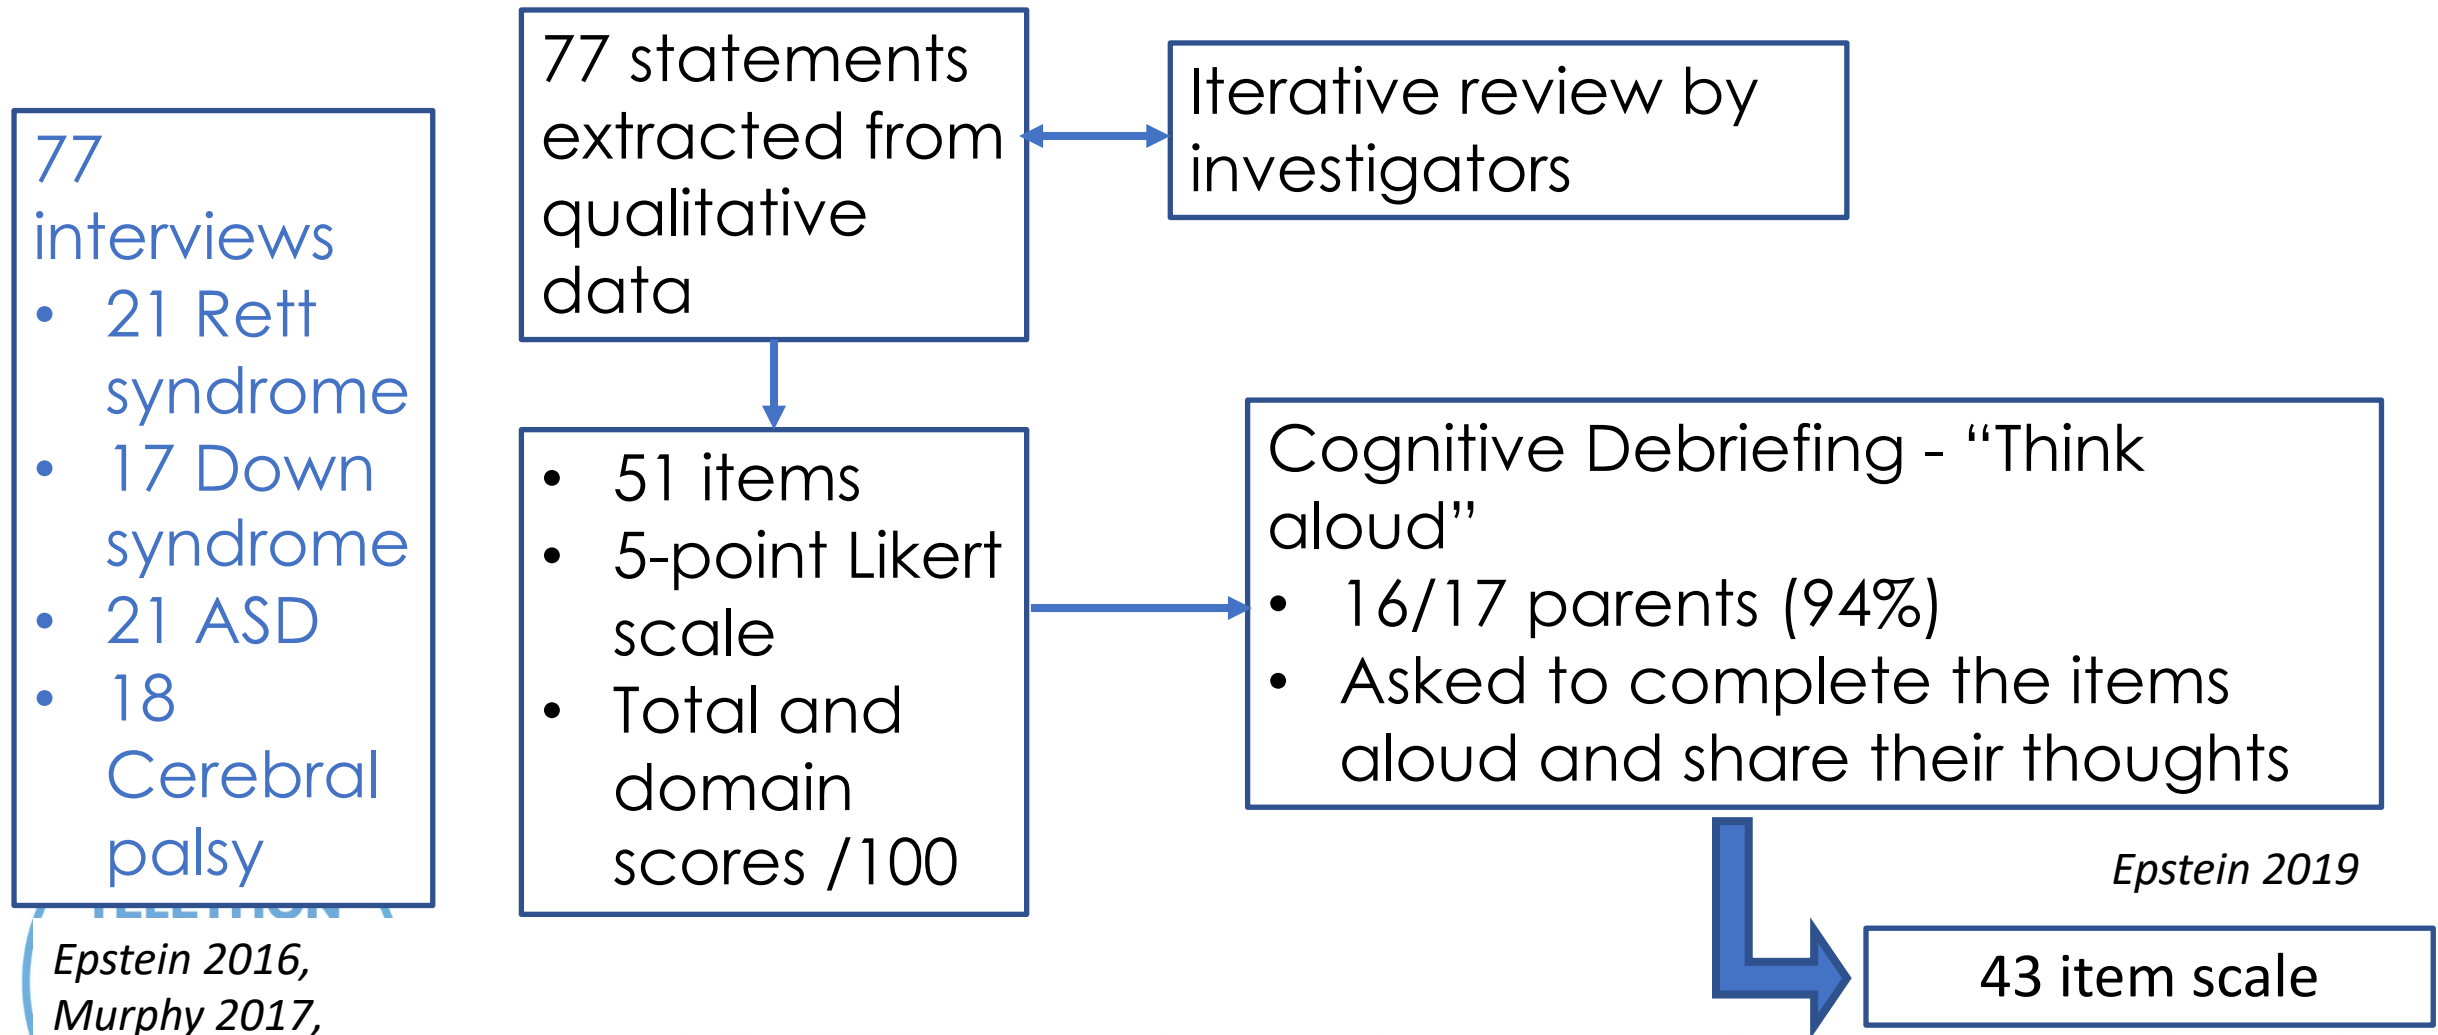 77
interviews
• 21 Rett
syndrome
• 17 Down
syndrome
• 21 ASD
• 18
Cerebral
palsy
Epstein 2016,
Murphy 2017,
77 statements
extracted from
qualitative
data
Iterative review by
investigators
• 51 items
• 5-point Likert
scale
• Total and
domain
scores /100
Cognitive Debriefing - “Think
aloud”
• 16/17 parents (94%)
• Asked to complete the items
aloud and share their thoughts
Epstein 2019
43 item scale